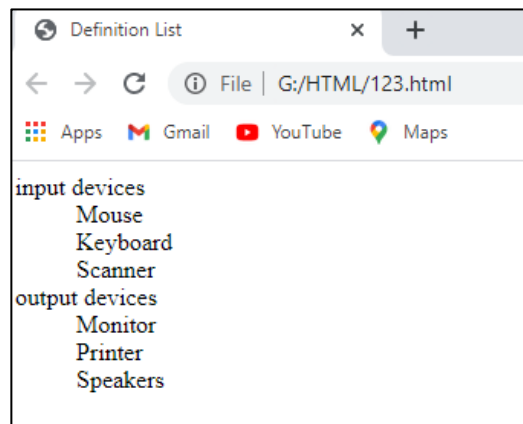 Definition List
File | G:/HTML/123.html
Apps Gmail YouTube Maps
input devices
Mouse
Keyboard
Scanner
output devices
Monitor
Printer
Speakers